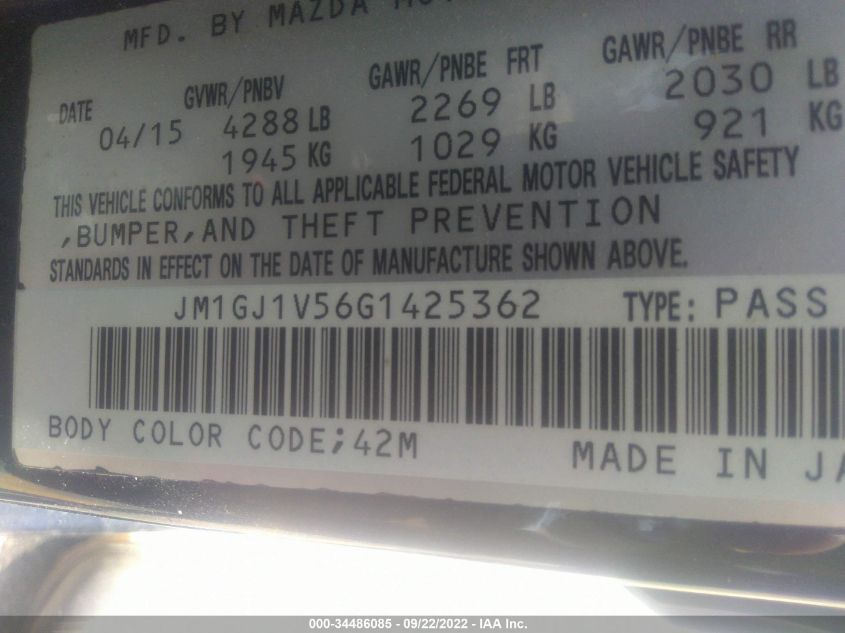 MFD. BY MAZDA
DATE GVWR/PNBV GAWR/PNBE FRT GAWR/PNBE RR
04/15 4288 LB 2269 LB 2030 LB
1945 KG 1029 KG 921 KG
THIS VEHICLE CONFORMS TO ALL APPLICABLE FEDERAL MOTOR VEHICLE SAFETY
,BUMPER,AND THEFT PREVENTION
STANDARDS IN EFFECT ON THE DATE OF MANUFACTURE SHOWN ABOVE.
JM1GJ1V56G1425362 TYPE: PASS
BODY COLOR CODE;42M
MADE IN JA
000-34486085 - 09/22/2022 - IAA Inc.